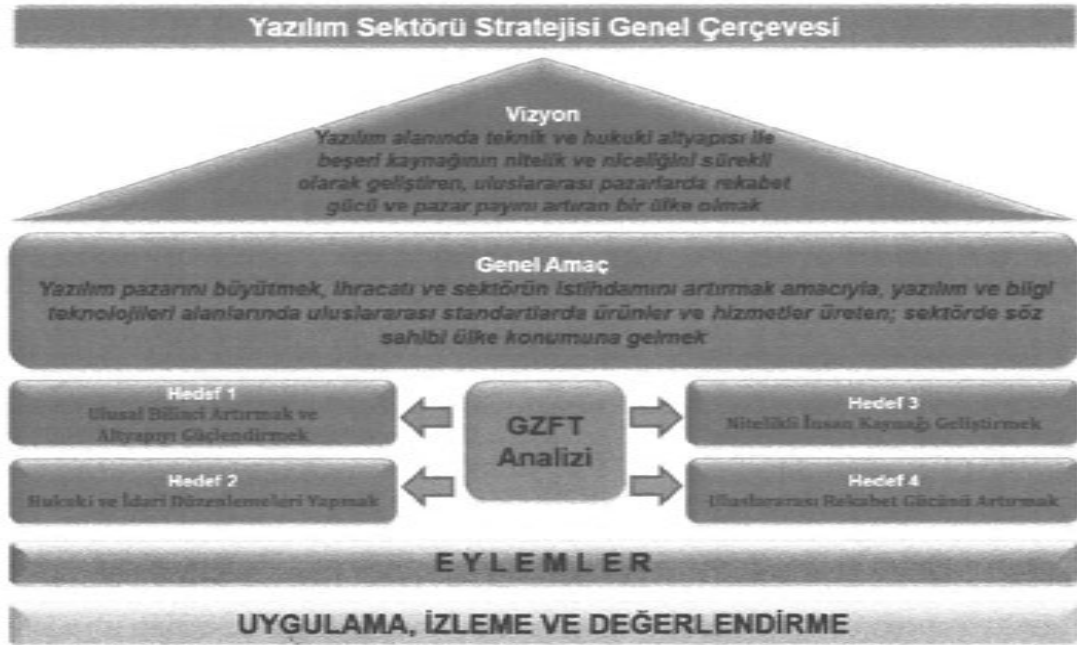 Yazılım Sektörü Stratejisi Genel Çerçevesi
Vizyon
Yazılım alanında teknik ve hukuki altyapısı ile
beşeri kaynağının nitelik ve niceliğini sürekli
olarak geliştiren, uluslararası pazarlarda rekabet
gücü ve pazar payını artıran bir ülke olmak
Genel Amaç
Yazılım pazarını büyütmek, ihracatı ve sektörün istihdamını artırmak amacıyla, yazılım ve bilgi
teknolojileri alanlarında uluslararası standartlarda ürünler ve hizmetler üreten; sektörde söz
sahibi ülke konumuna gelmek
Hedef 1
Ulusal Bilinci Artırmak ve
Altyapıyı Güçlendirmek
Hedef 2
Hukuki ve İdari Düzenlemeleri Yapmak
GZFT
Analizi
Hedef 3
Nitelikli İnsan Kaynağı Geliştirmek
Hedef 4
Uluslararası Rekabet Gücünü Artırmak
EYLEMLER
UYGULAMA, İZLEME VE DEĞERLENDİRME